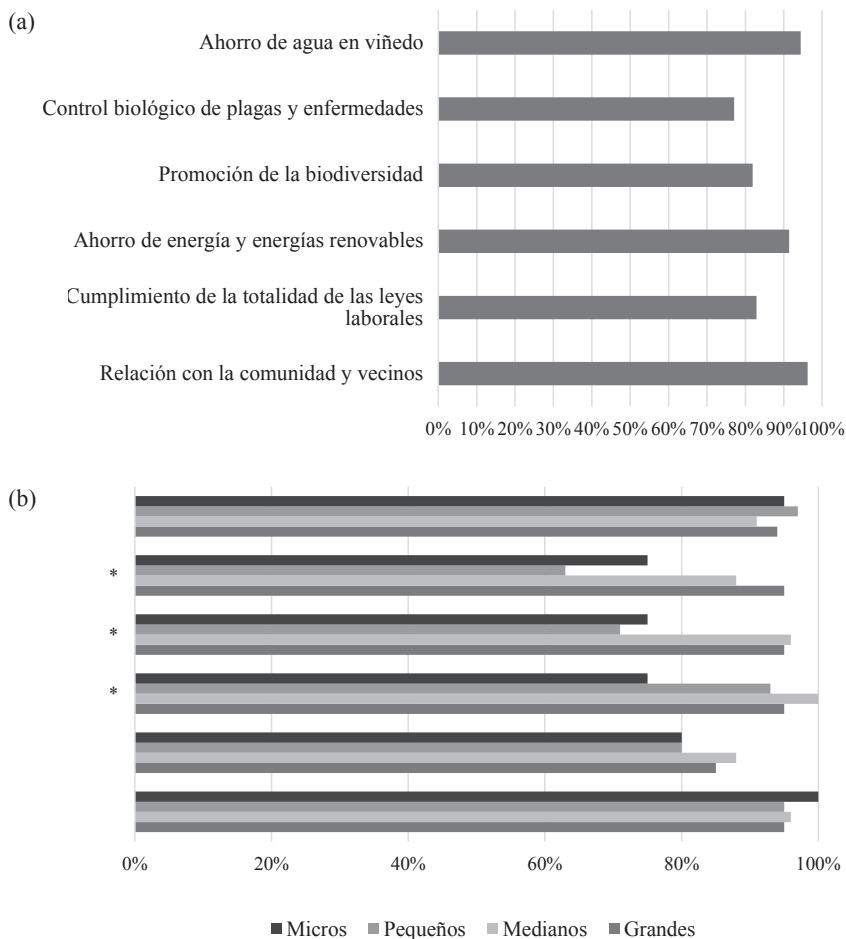 (a)
Ahorro de agua en viñedo
Control biológico de plagas y enfermedades
Promoción de la biodiversidad
Ahorro de energía y energías renovables
Cumplimiento de la totalidad de las leyes
laborales
Relación con la comunidad y vecinos
0% 10% 20% 30% 40% 50% 60% 70% 80% 90% 100%
(b)
*
*
*
0% 20% 40% 60% 80% 100%
Micros Pequeños Medianos Grandes